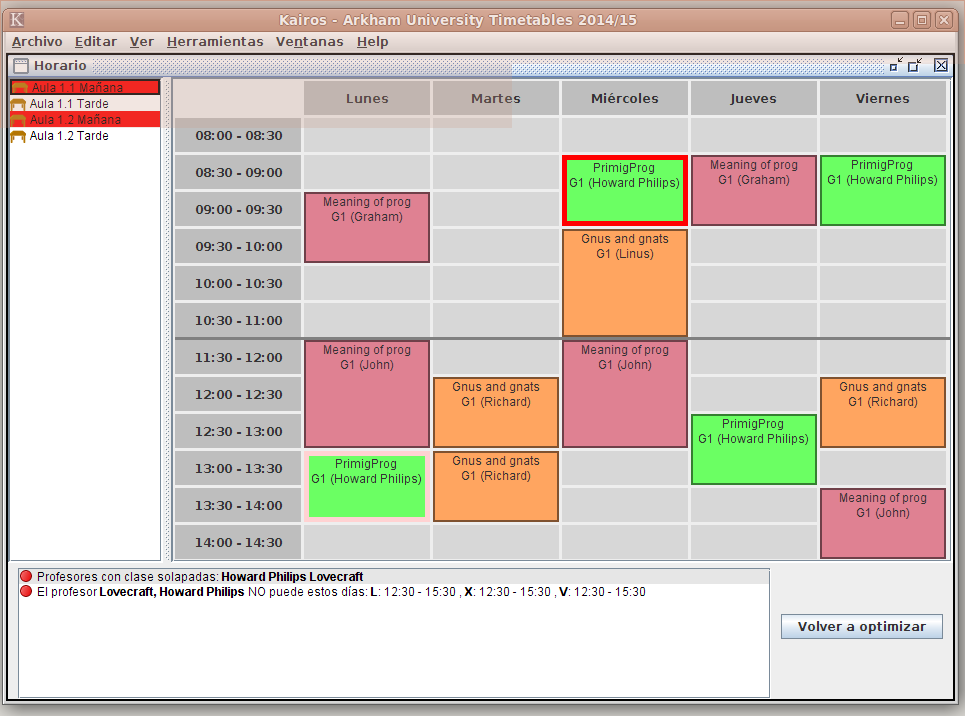 Kairos - Arkham University Timetables 2014/15
Archivo Editar Ver Herramientas Ventanas Help
Horario
Aula 1.1 Mañana
Aula 1.1 Tarde
Aula 1.2 Mañana
Aula 1.2 Tarde
Lunes Martes Miércoles Jueves Viernes
08:00 - 08:30
08:30 - 09:00
PrimigProg
G1 (Howard Philips)
Meaning of prog
G1 (Graham)
PrimigProg
G1 (Howard Philips)
09:00 - 09:30
Meaning of prog
G1 (Graham)
09:30 - 10:00
Gnus and gnats
G1 (Linus)
10:00 - 10:30
10:30 - 11:00
11:30 - 12:00
Meaning of prog
G1 (John)
Meaning of prog
G1 (John)
12:00 - 12:30
Gnus and gnats
G1 (Richard)
Gnus and gnats
G1 (Richard)
12:30 - 13:00
PrimigProg
G1 (Howard Philips)
13:00 - 13:30
PrimigProg
G1 (Howard Philips)
Gnus and gnats
G1 (Richard)
13:30 - 14:00
Meaning of prog
G1 (John)
14:00 - 14:30
Profesores con clase solapadas: Howard Philips Lovecraft
El profesor Lovecraft, Howard Philips NO puede estos días: L: 12:30 - 15:30 , X: 12:30 - 15:30 , V: 12:30 - 15:30
Volver a optimizar